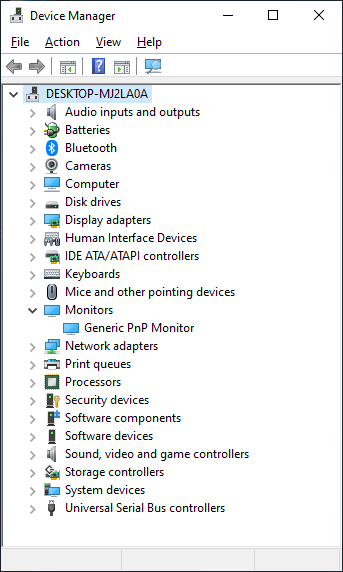 Device Manager
File Action View Help
DESKTOP-MJ2LA0A
Audio inputs and outputs
Batteries
Bluetooth
Cameras
Computer
Disk drives
Display adapters
Human Interface Devices
IDE ATA/ATAPI controllers
Keyboards
Mice and other pointing devices
Monitors
Generic PnP Monitor
Network adapters
Print queues
Processors
Security devices
Software components
Software devices
Sound, video and game controllers
Storage controllers
System devices
Universal Serial Bus controllers